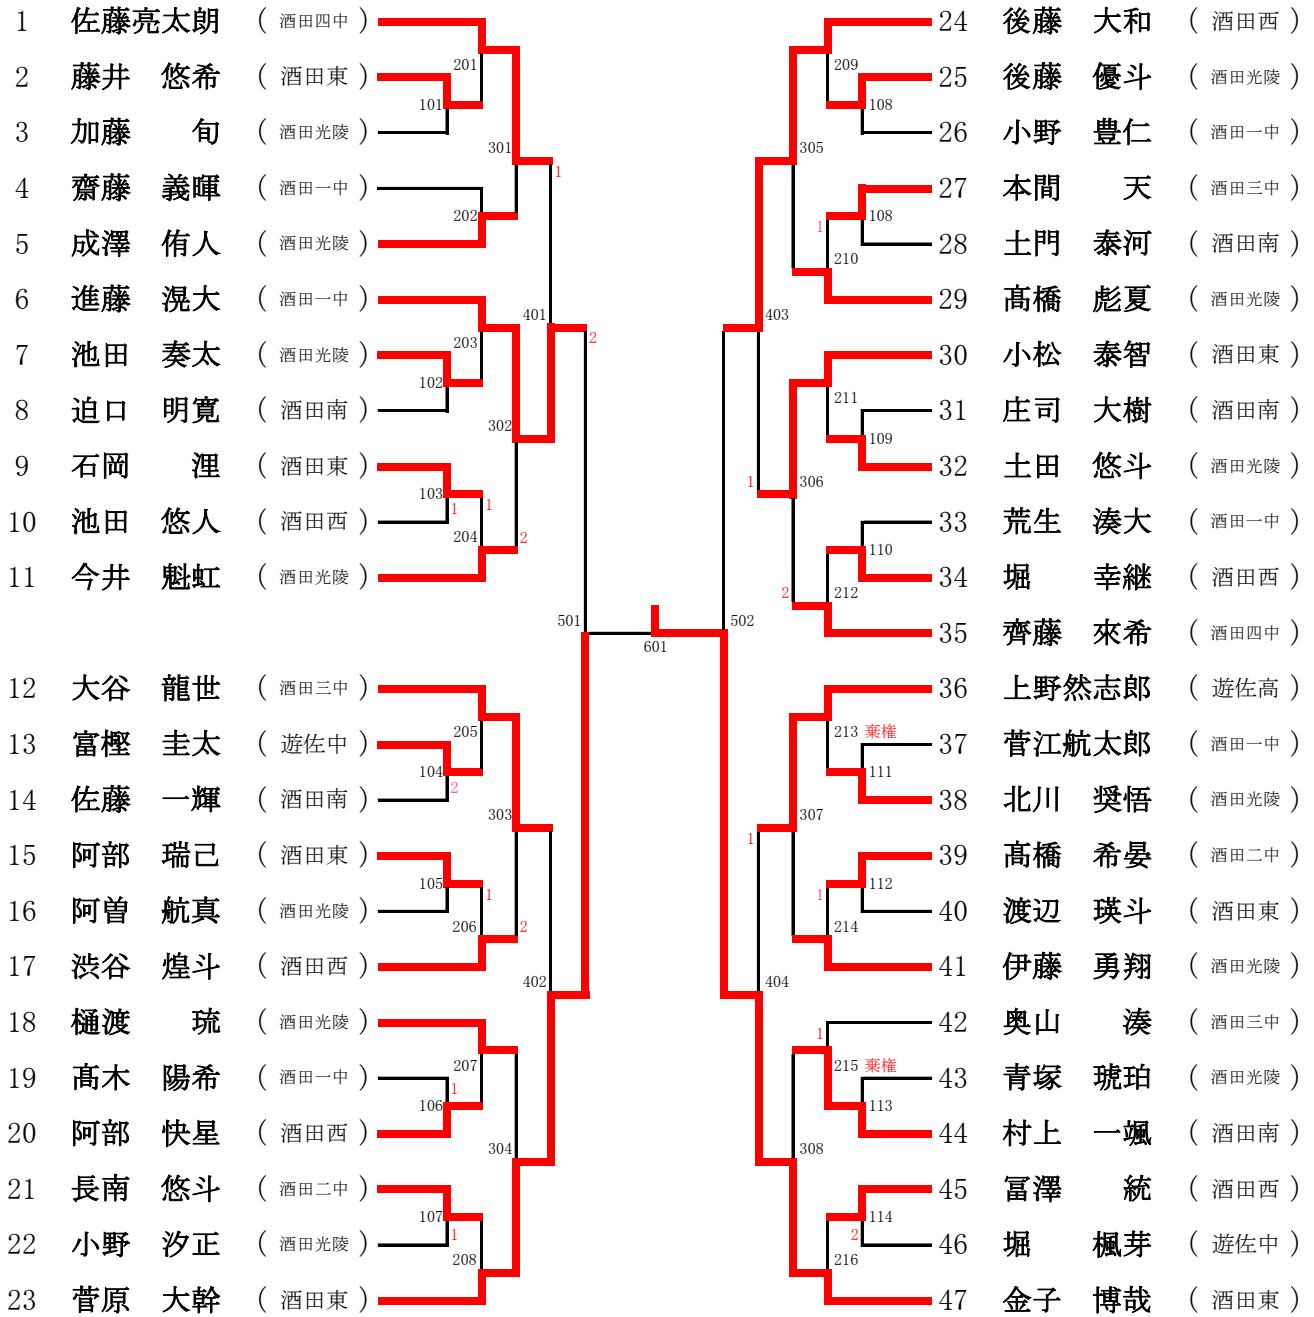 1 佐藤亮太朗 ( 酒田四中 )
2 藤井 悠希 ( 酒田東 )
3 加藤 旬 ( 酒田光陵 )
4 齋藤 義暉 ( 酒田一中 )
5 成澤 侑人 ( 酒田光陵 )
6 進藤 滉大 ( 酒田一中 )
7 池田 奏太 ( 酒田光陵 )
8 迫口 明寛 ( 酒田南 )
9 石岡 浬 ( 酒田東 )
10 池田 悠人 ( 酒田西 )
11 今井 魁虹 ( 酒田光陵 )
12 大谷 龍世 ( 酒田三中 )
13 富樫 圭太 ( 遊佐中 )
14 佐藤 一輝 ( 酒田南 )
15 阿部 瑞己 ( 酒田東 )
16 阿曽 航真 ( 酒田光陵 )
17 渋谷 煌斗 ( 酒田西 )
18 樋渡 琉 ( 酒田光陵 )
19 髙木 陽希 ( 酒田一中 )
20 阿部 快星 ( 酒田西 )
21 長南 悠斗 ( 酒田二中 )
22 小野 汐正 ( 酒田光陵 )
23 菅原 大幹 ( 酒田東 )
201
101
301
1
202
401
2
203
102
302
103
1
1
204
2
501
601
205
104
2
303
105
1
206
2
402
207
1
106
304
107
1
208
24 後藤 大和 ( 酒田西 )
25 後藤 優斗 ( 酒田光陵 )
26 小野 豊仁 ( 酒田一中 )
27 本間 天 ( 酒田三中 )
28 土門 泰河 ( 酒田南 )
29 髙橋 彪夏 ( 酒田光陵 )
30 小松 泰智 ( 酒田東 )
31 庄司 大樹 ( 酒田南 )
32 土田 悠斗 ( 酒田光陵 )
33 荒生 湊大 ( 酒田一中 )
34 堀 幸継 ( 酒田西 )
35 齊藤 來希 ( 酒田四中 )
36 上野然志郎 ( 遊佐高 )
37 菅江航太郎 ( 酒田一中 )
38 北川 奨悟 ( 酒田光陵 )
39 髙橋 希晏 ( 酒田二中 )
40 渡辺 瑛斗 ( 酒田東 )
41 伊藤 勇翔 ( 酒田光陵 )
42 奥山 湊 ( 酒田三中 )
43 青塚 琥珀 ( 酒田光陵 )
44 村上 一颯 ( 酒田南 )
45 冨澤 統 ( 酒田西 )
46 堀 楓芽 ( 遊佐中 )
47 金子 博哉 ( 酒田東 )
209
108
305
108
1
210
403
211
109
1
306
110
2
212
502
213 棄権
111
307
1
112
1
214
404
1
215 棄権
113
308
114
2
216